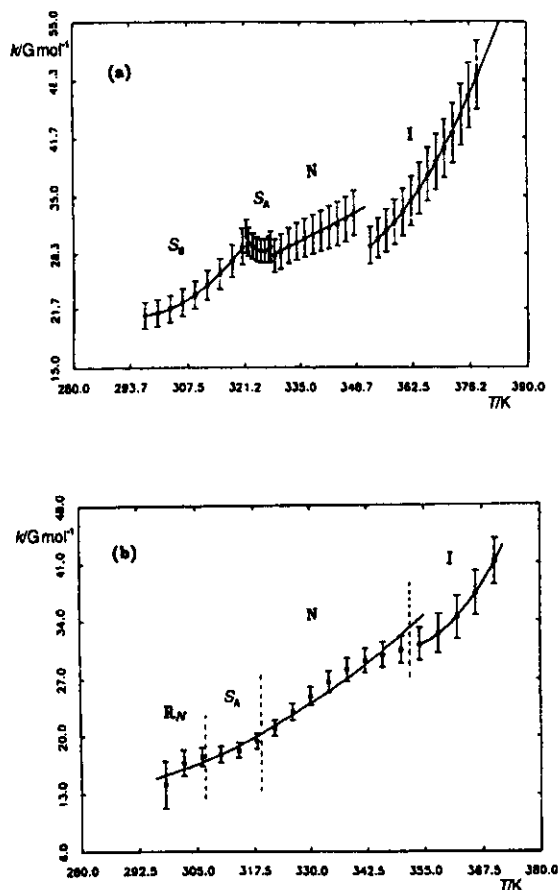 k/G mol⁻¹
(a)
55.0
48.3
41.7
35.0
28.3
21.7
15.0
S_B
S_A
N
I
280.0 293.7 307.5 321.2 335.0 348.7 362.5 376.2 390.0
T/K
k/G mol⁻¹
(b)
48.0
41.0
34.0
27.0
20.0
13.0
6.0
R_N
S_A
N
I
280.0 292.5 305.0 317.5 330.0 342.5 355.0 367.5 380.0
T/K